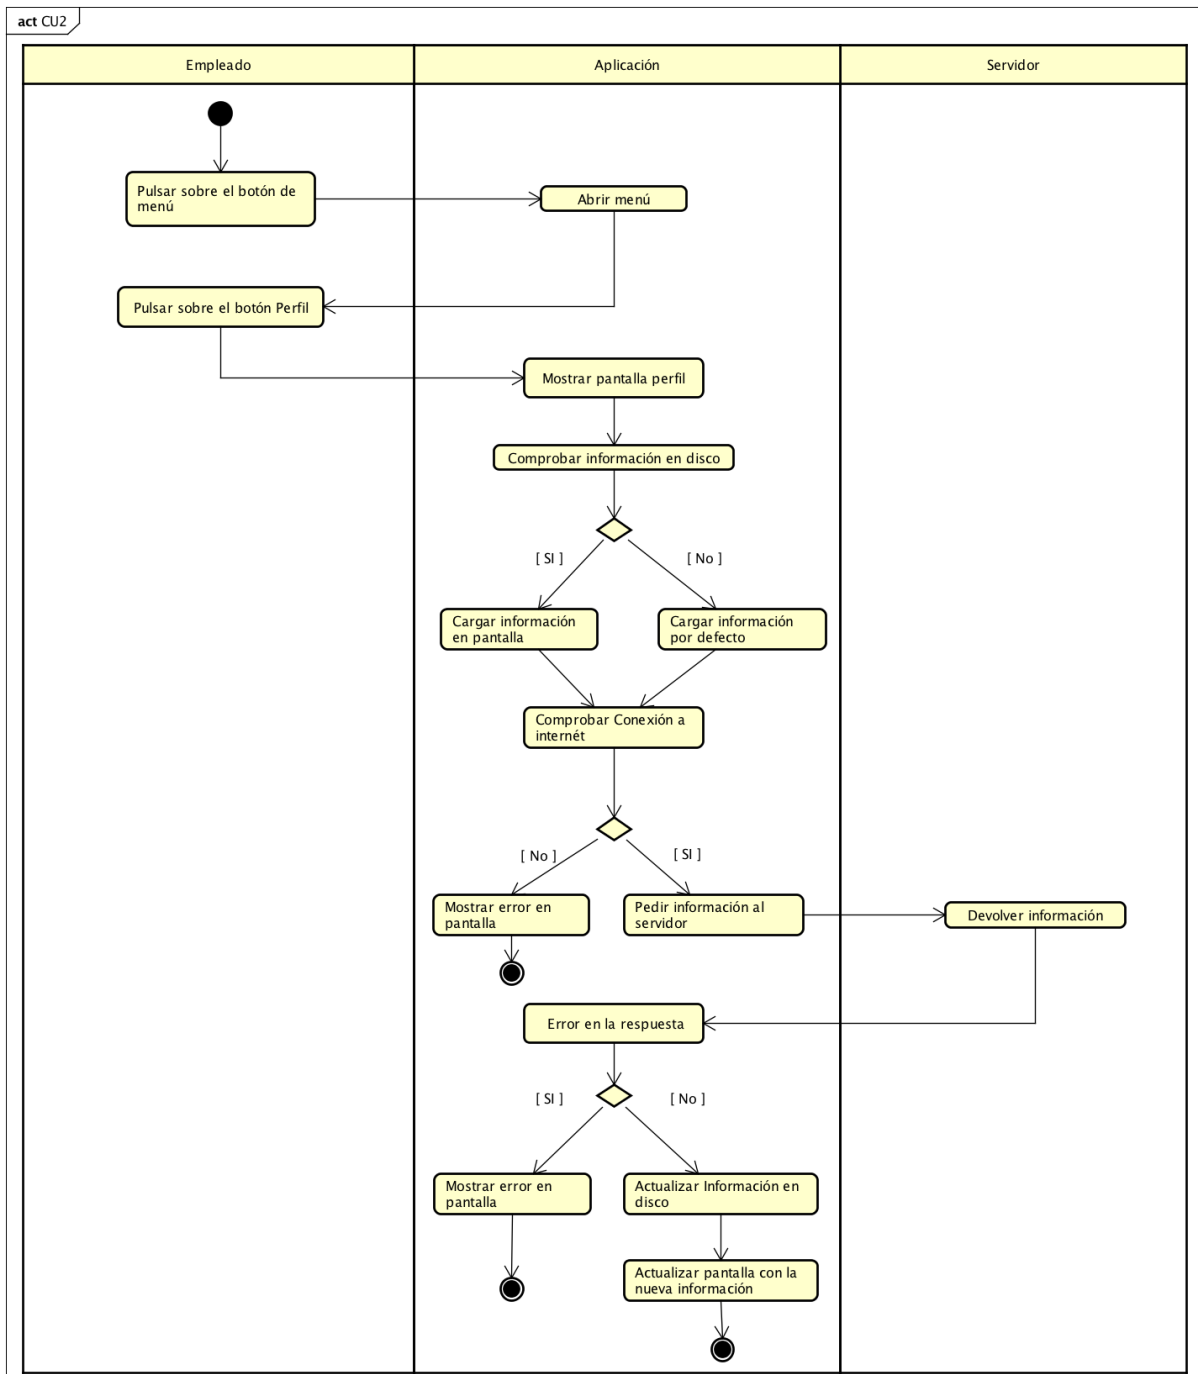 act CU2
Empleado
Aplicación
Servidor
Pulsar sobre el botón de
menú
Abrir menú
Pulsar sobre el botón Perfil
Mostrar pantalla perfil
Comprobar información en disco
[ SI ]
[ No ]
Cargar información
en pantalla
Cargar información
por defecto
Comprobar Conexión a
internét
[ No ]
[ SI ]
Mostrar error en
pantalla
Pedir información al
servidor
Devolver información
Error en la respuesta
[ SI ]
[ No ]
Mostrar error en
pantalla
Actualizar Información en
disco
Actualizar pantalla con la
nueva información